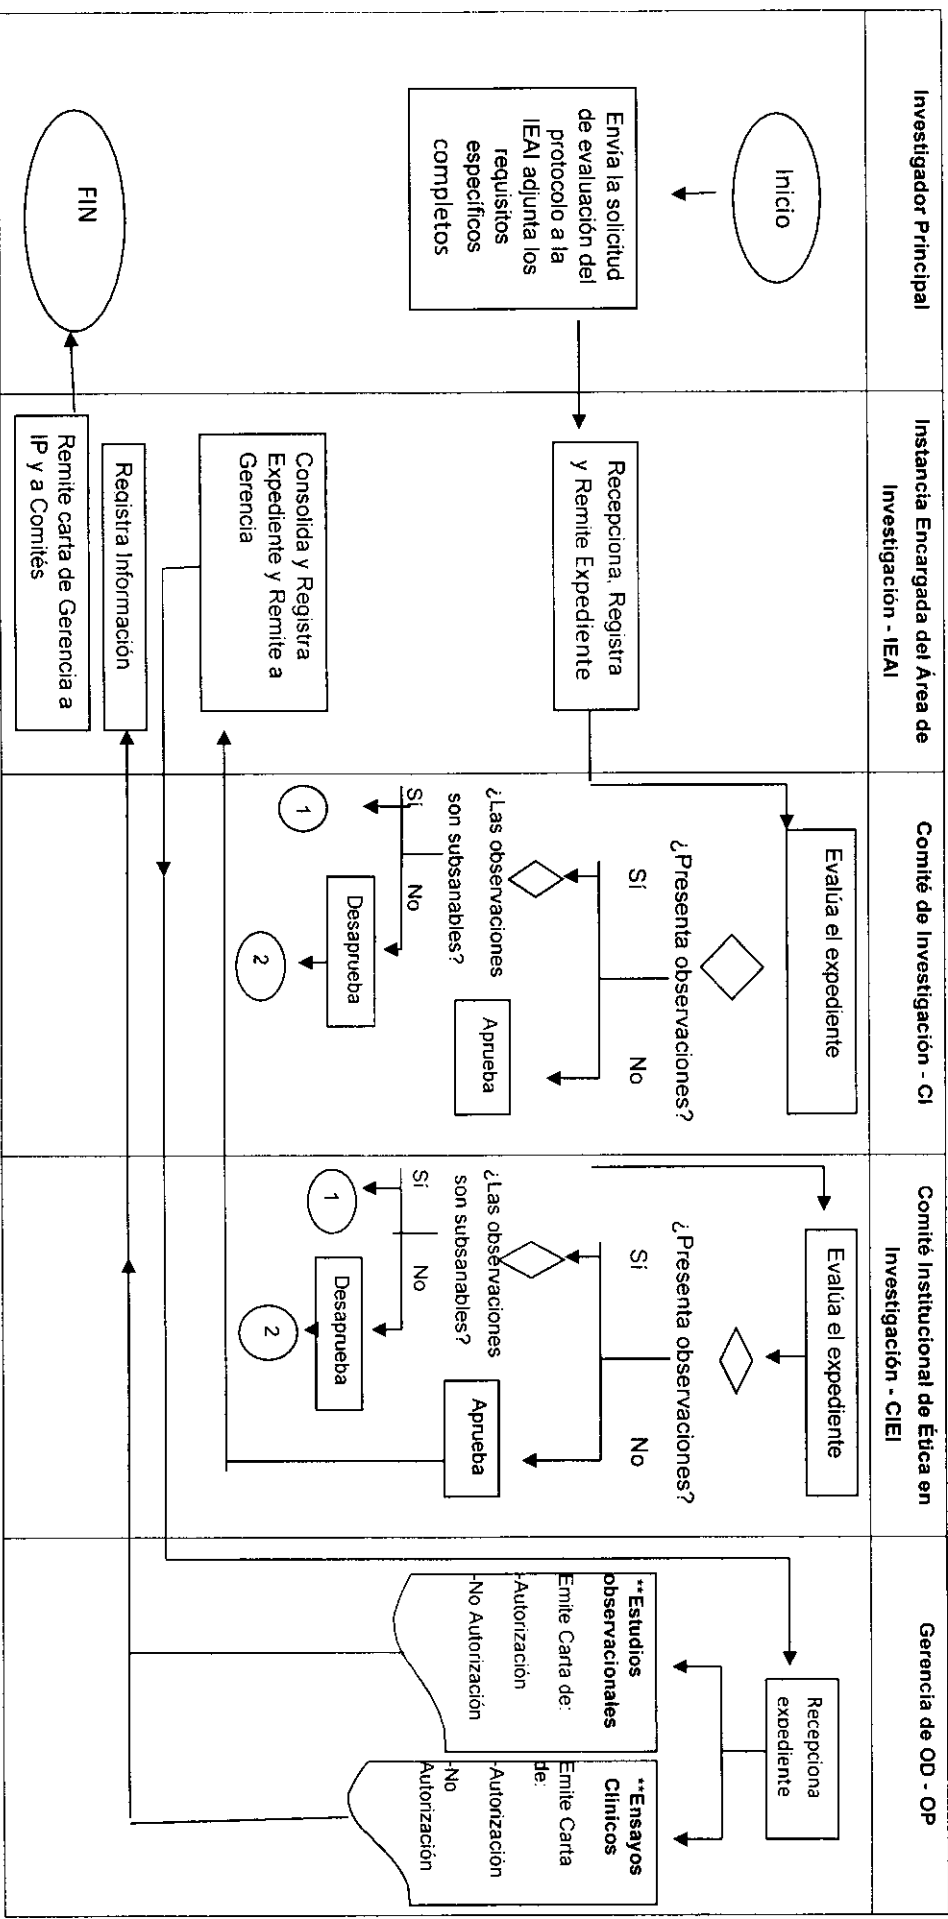 Investigador Principal
Instancia Encargada del Área de
Investigación - IEAI
Comité de Investigación - CI
Comité Institucional de Ética en
Investigación - CIEI
Gerencia de OD - OP
Inicio
Envía la solicitud
de evaluación del
protocolo a la
IEAI adjunta los
requisitos
específicos
completos
FIN
Recepciona, Registra
y Remite Expediente
Consolida y Registra
Expediente y Remite a
Gerencia
Registra Información
Remite carta de Gerencia a
IP y a Comités
Evalúa el expediente
¿Presenta observaciones?
Sí
No
Aprueba
¿Las observaciones
son subsanables?
Sí
No
Desaprueba
1
2
Evalúa el expediente
¿Presenta observaciones?
Sí
No
Aprueba
¿Las observaciones
son subsanables?
Sí
No
Desaprueba
1
2
Recepciona
expediente
**Estudios
observacionales
Emite Carta de:
-Autorización
-No Autorización
**Ensayos
Clínicos
Emite Carta
de:
-Autorización
-No
Autorización